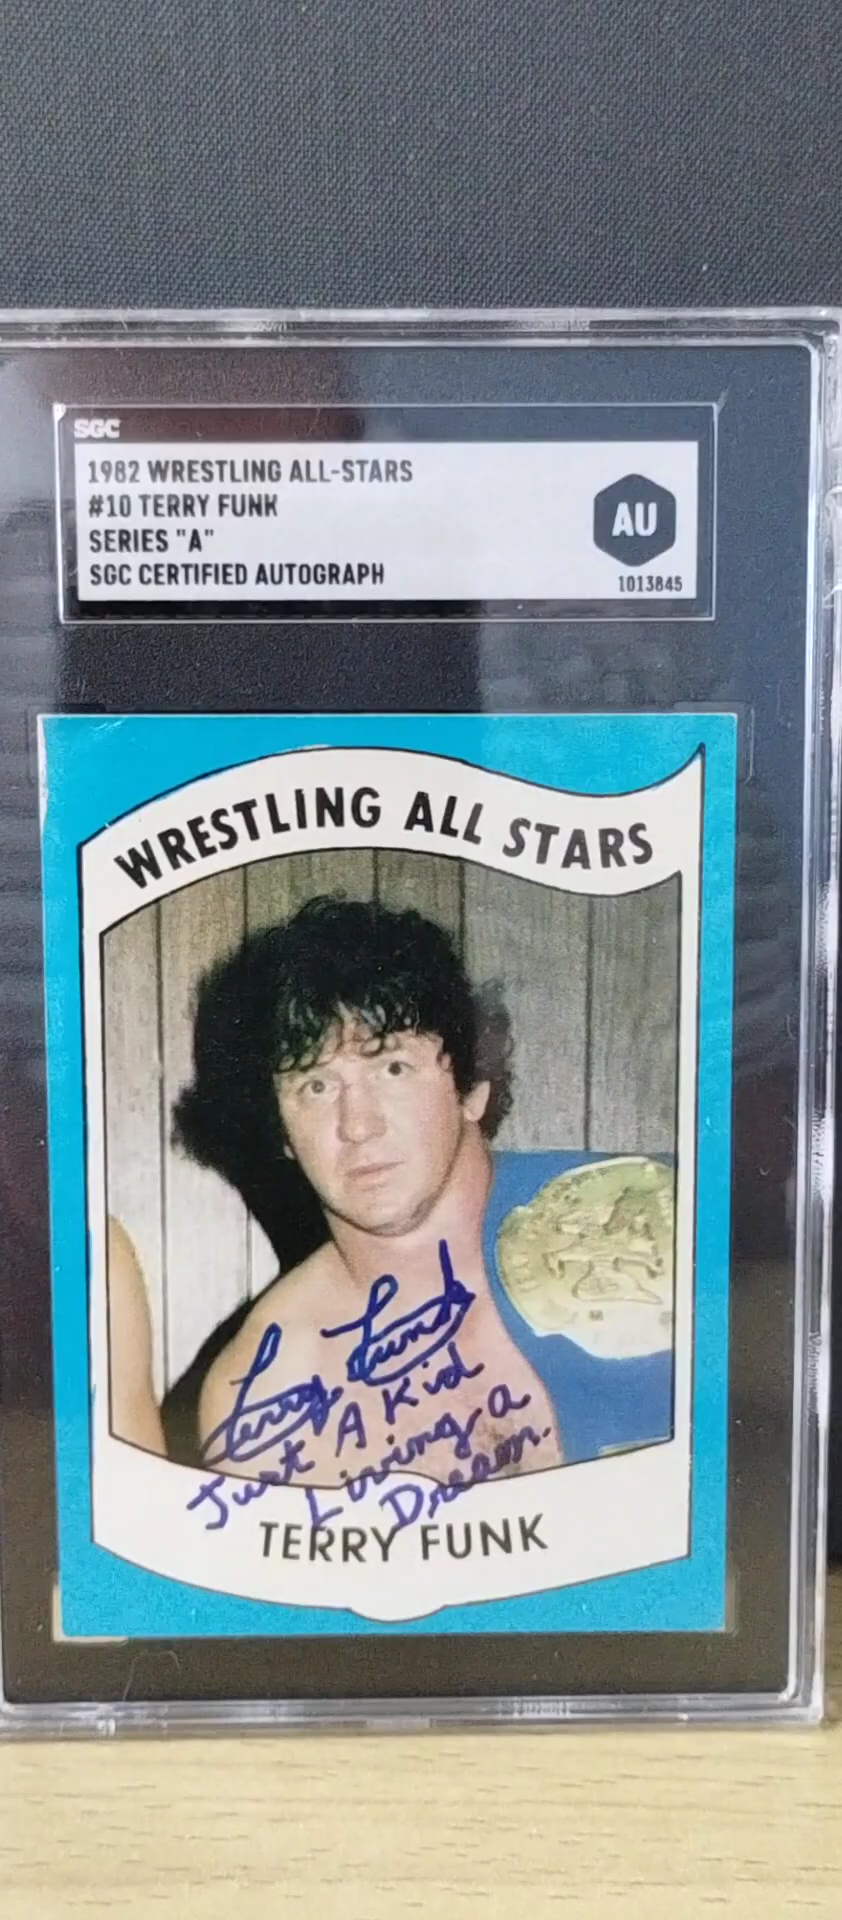 SGC
1982 WRESTLING ALL-STARS
#10 TERRY FUNK
SERIES "A"
SGC CERTIFIED AUTOGRAPH
AU
1013845
WRESTLING ALL STARS
Terry Funk
Just A Kid
Living a
Dream.
TERRY FUNK